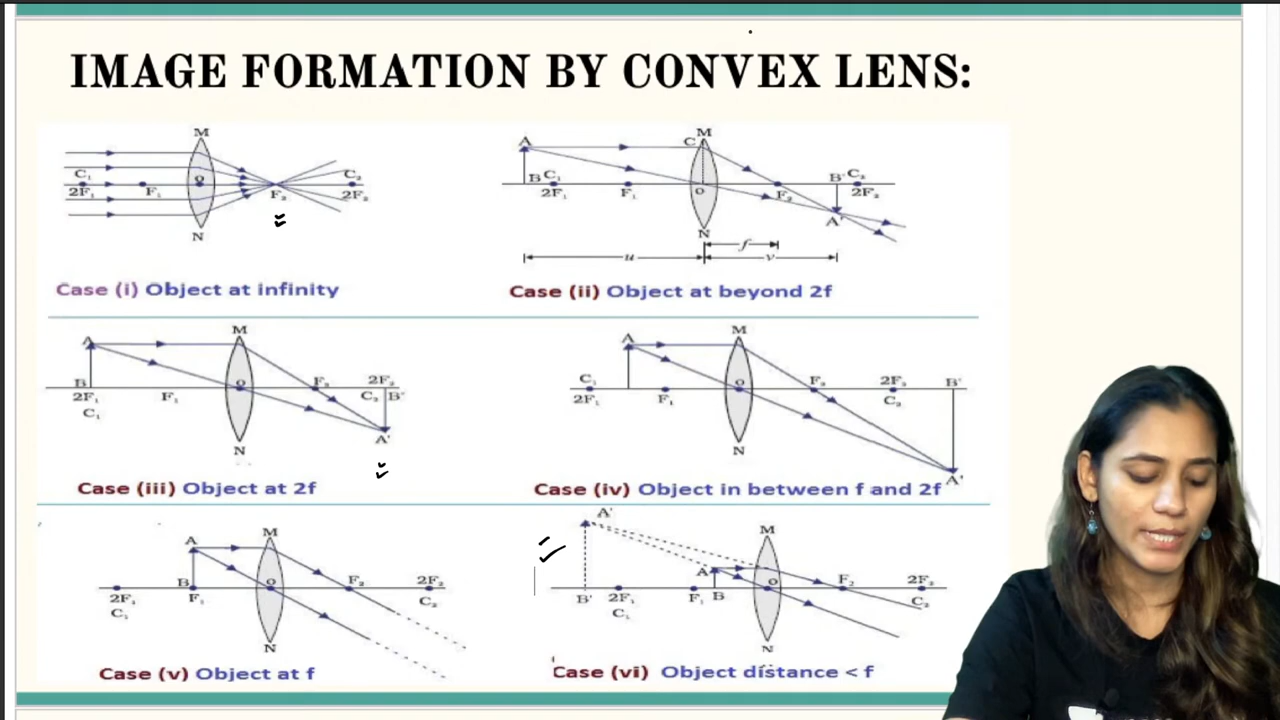 IMAGE FORMATION BY CONVEX LENS:
M
C₁ O C₂
2F₁ F₁ F₂ 2F₂
N
Case (i) Object at infinity
A C M
B C₁ B' C₂
2F₁ F₁ O F₂ 2F₂
A'
N
f
u v
Case (ii) Object at beyond 2f
A M
B O F₂ 2F₂
2F₁ F₁ C₂ B'
C₁
A'
N
Case (iii) Object at 2f
A M
C₁ O F₂ 2F₂ B'
2F₁ F₁ C₂
N
A'
Case (iv) Object in between f and 2f
A M
B O F₂ 2F₂
2F₁ F₁ C₂
C₁
N
Case (v) Object at f
A'
M
A O F₂ 2F₂
B' 2F₁ F₁ B C₂
C₁
N
Case (vi) Object distance < f